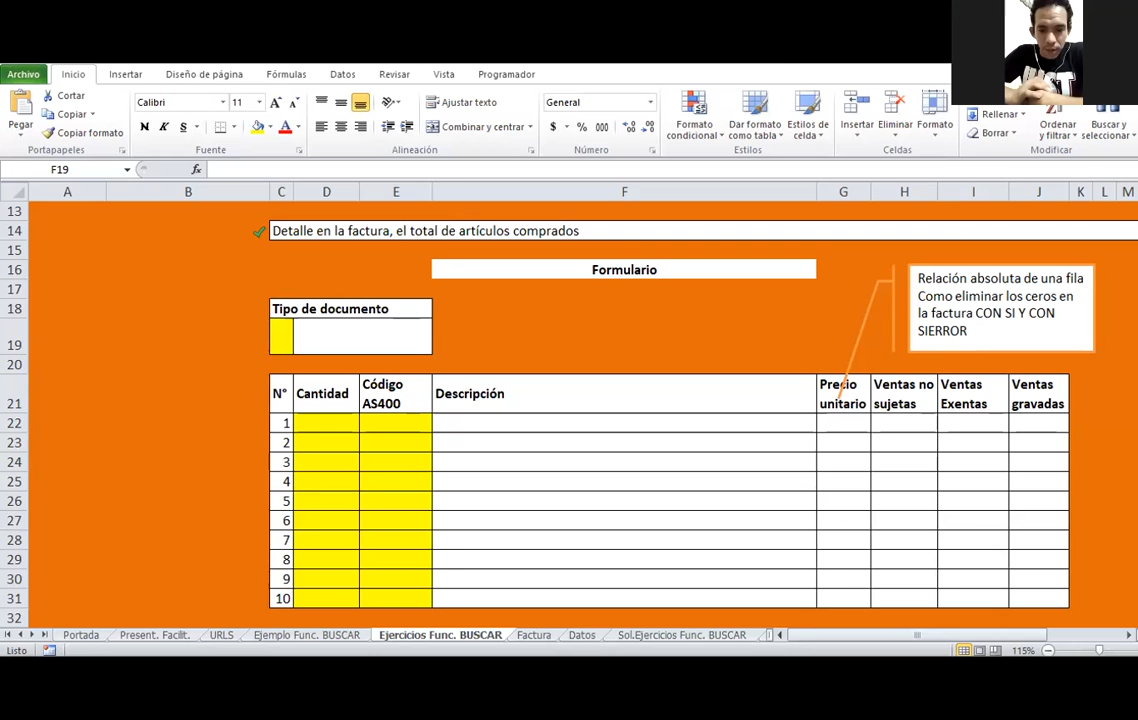 Archivo Inicio Insertar Diseño de página Fórmulas Datos Revisar Vista Programador
Pegar
Cortar
Copiar
Copiar formato
Portapapeles
Calibri 11
N K S
Fuente
Ajustar texto
Combinar y centrar
Alineación
General
$ % 000
Número
Formato condicional
Dar formato como tabla
Estilos de celda
Estilos
Insertar Eliminar Formato
Celdas
Rellenar
Borrar
Ordenar y filtrar
Buscar y seleccionar
Modificar
F19 fx
A B C D E F G H I J K L M
13
14 Detalle en la factura, el total de artículos comprados
15
16 Formulario
17
Relación absoluta de una fila
Como eliminar los ceros en
la factura CON SI Y CON
SIERROR
18 Tipo de documento
19
20
21 N° Cantidad Código AS400 Descripción Precio unitario Ventas no sujetas Ventas Exentas Ventas gravadas
22 1
23 2
24 3
25 4
26 5
27 6
28 7
29 8
30 9
31 10
32
Portada Present. Facilit. URLS Ejemplo Func. BUSCAR Ejercicios Func. BUSCAR Factura Datos Sol.Ejercicios Func. BUSCAR
Listo 115%